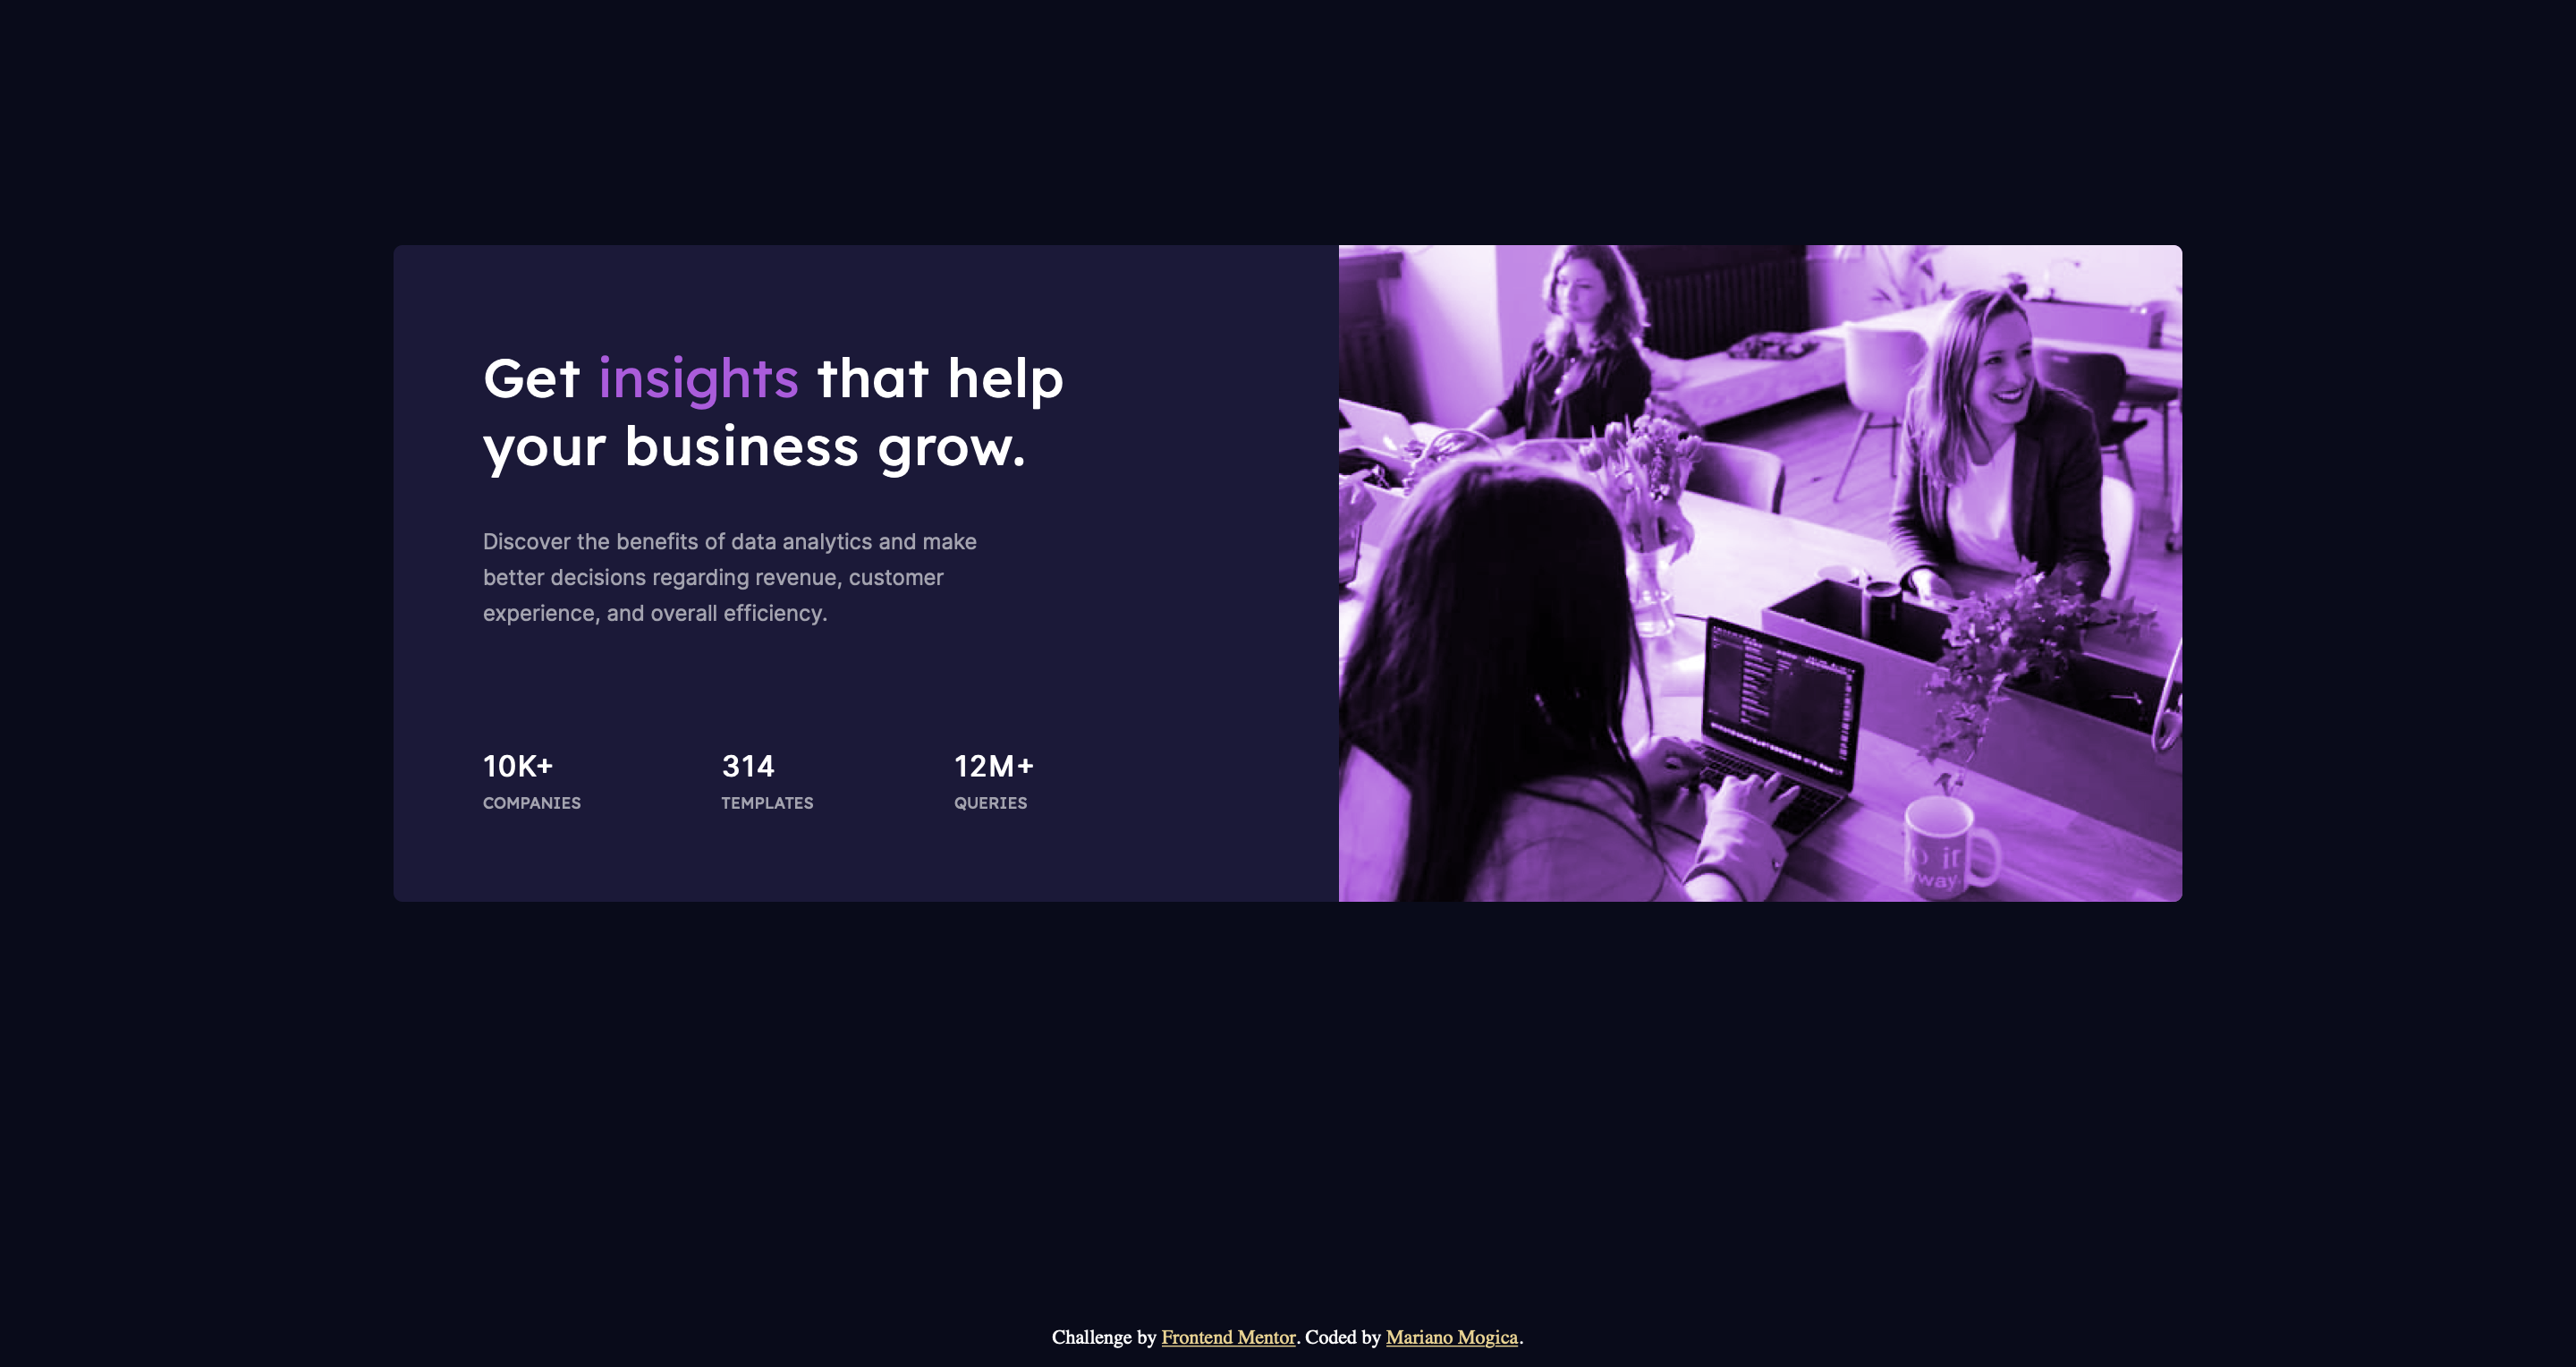 Get insights that help
your business grow.
Discover the benefits of data analytics and make
better decisions regarding revenue, customer
experience, and overall efficiency.
10K+
COMPANIES
314
TEMPLATES
12M+
QUERIES
Challenge by Frontend Mentor. Coded by Mariano Mogica.